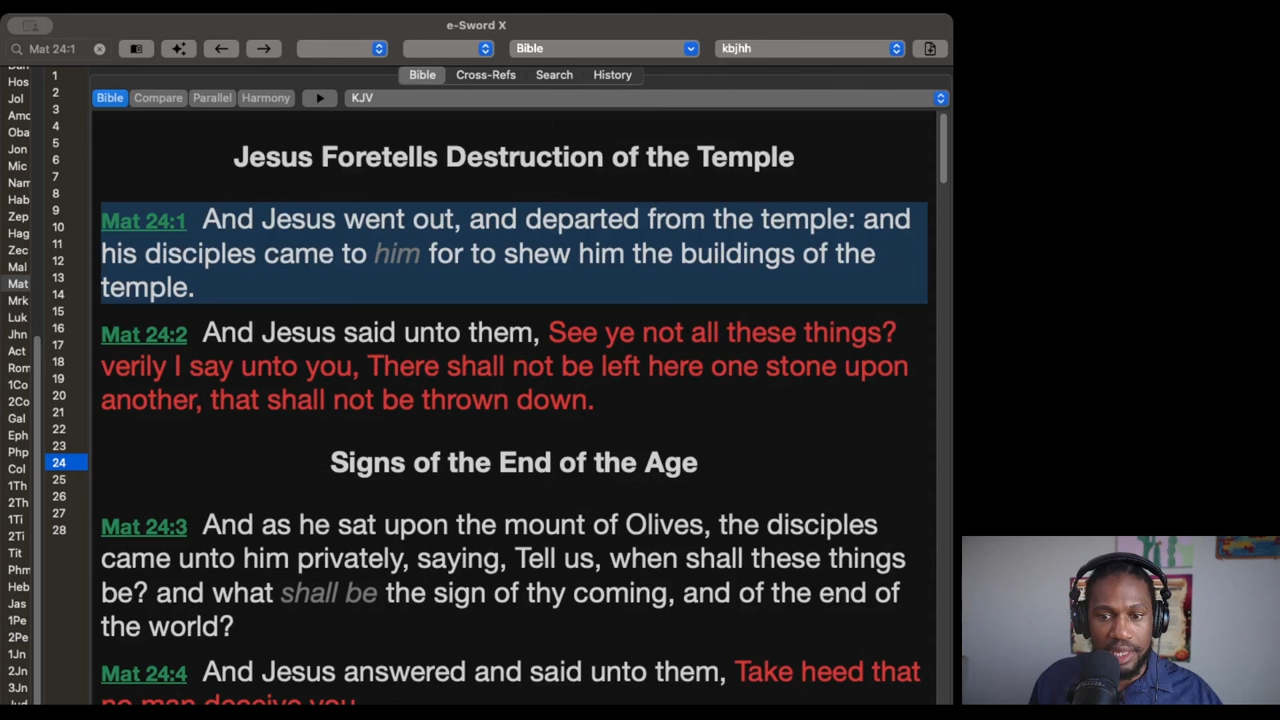 e-Sword X
Mat 24:1
Bible
kbjhh
Bible Cross-Refs Search History
Bible Compare Parallel Harmony
KJV
Hos
Jol
Amo
Oba
Jon
Mic
Nam
Hab
Zep
Hag
Zec
Mal
Mat
Mrk
Luk
Jhn
Act
Rom
1Co
2Co
Gal
Eph
Php
Col
1Th
2Th
1Ti
2Ti
Tit
Phm
Heb
Jas
1Pe
2Pe
1Jn
2Jn
3Jn
1
2
3
4
5
6
7
8
9
10
11
12
13
14
15
16
17
18
19
20
21
22
23
24
25
26
27
28
Jesus Foretells Destruction of the Temple
Mat 24:1 And Jesus went out, and departed from the temple: and
his disciples came to him for to shew him the buildings of the
temple.
Mat 24:2 And Jesus said unto them, See ye not all these things?
verily I say unto you, There shall not be left here one stone upon
another, that shall not be thrown down.
Signs of the End of the Age
Mat 24:3 And as he sat upon the mount of Olives, the disciples
came unto him privately, saying, Tell us, when shall these things
be? and what shall be the sign of thy coming, and of the end of
the world?
Mat 24:4 And Jesus answered and said unto them, Take heed that
no man deceive you